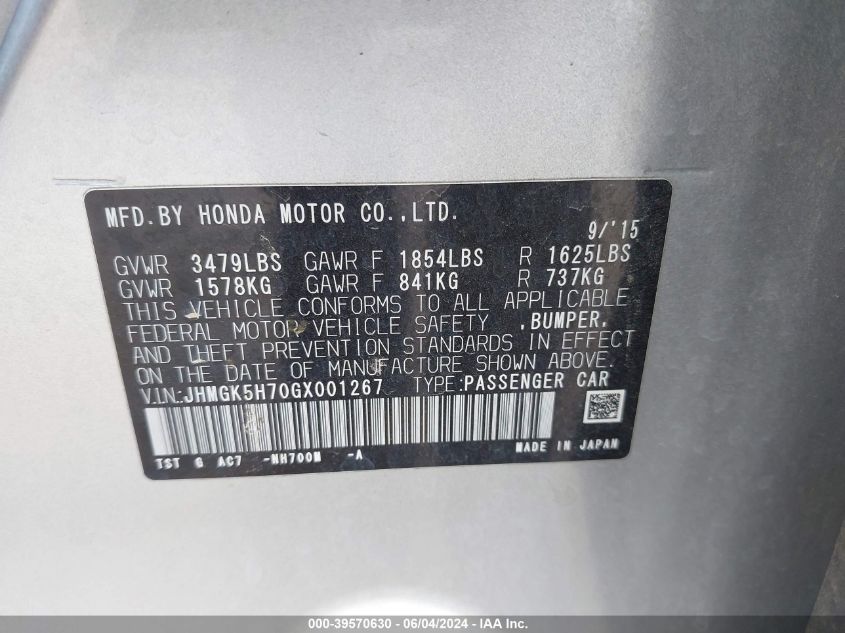 MFD.BY HONDA MOTOR CO.,LTD. 9/'15
GVWR 3479LBS GAWR F 1854LBS R 1625LBS
GVWR 1578KG GAWR F 841KG R 737KG
THIS VEHICLE CONFORMS TO ALL APPLICABLE
FEDERAL MOTOR VEHICLE SAFETY ,BUMPER,
AND THEFT PREVENTION STANDARDS IN EFFECT
ON THE DATE OF MANUFACTURE SHOWN ABOVE.
V.I.N:JHMGK5H70GX001267 TYPE:PASSENGER CAR
MADE IN JAPAN
TST G AC7 -NH700M -A
000-39570630 - 06/04/2024 - IAA Inc.